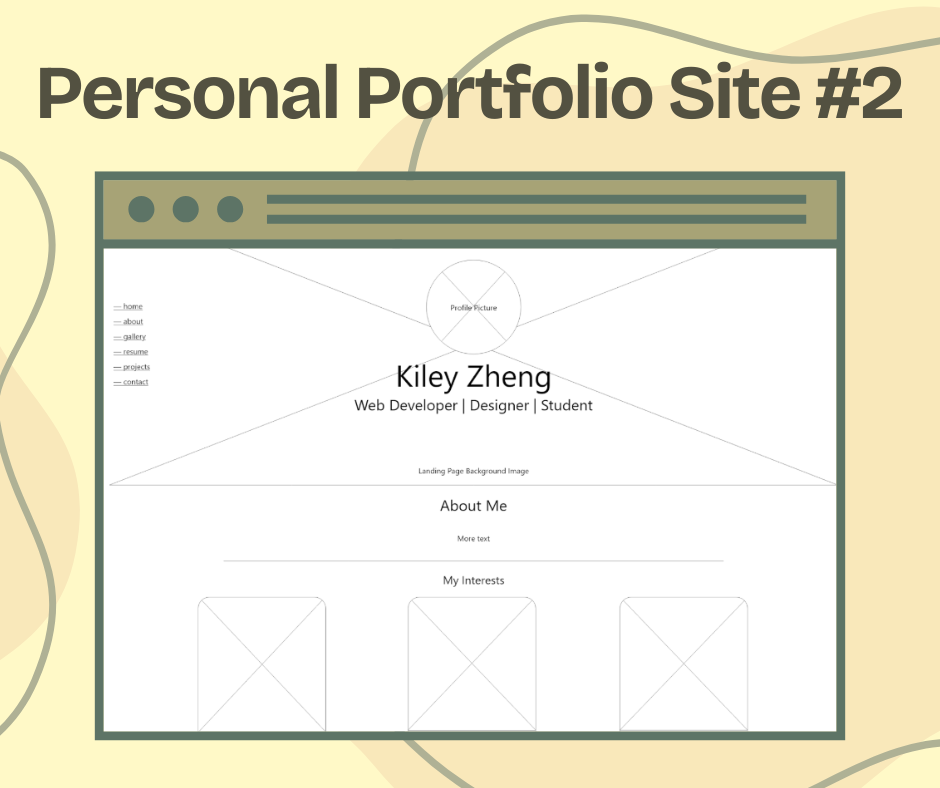 Personal Portfolio Site #2
Profile Picture
— home
— about
— gallery
— resume
— projects
— contact
Kiley Zheng
Web Developer | Designer | Student
Landing Page Background Image
About Me
More text
My Interests